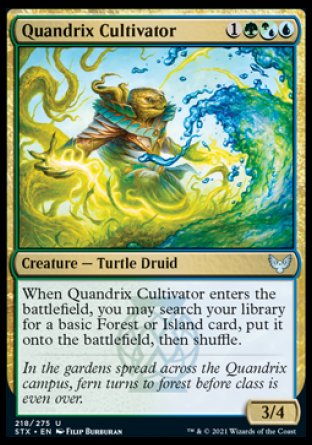 Quandrix Cultivator 1
Creature — Turtle Druid
When Quandrix Cultivator enters the
battlefield, you may search your library
for a basic Forest or Island card, put it
onto the battlefield, then shuffle.
In the gardens spread across the Quandrix
campus, fern turns to forest before class
is even over.
3/4
218/275 U
STX • EN Filip Burburan
™ & © 2021 Wizards of the Coast